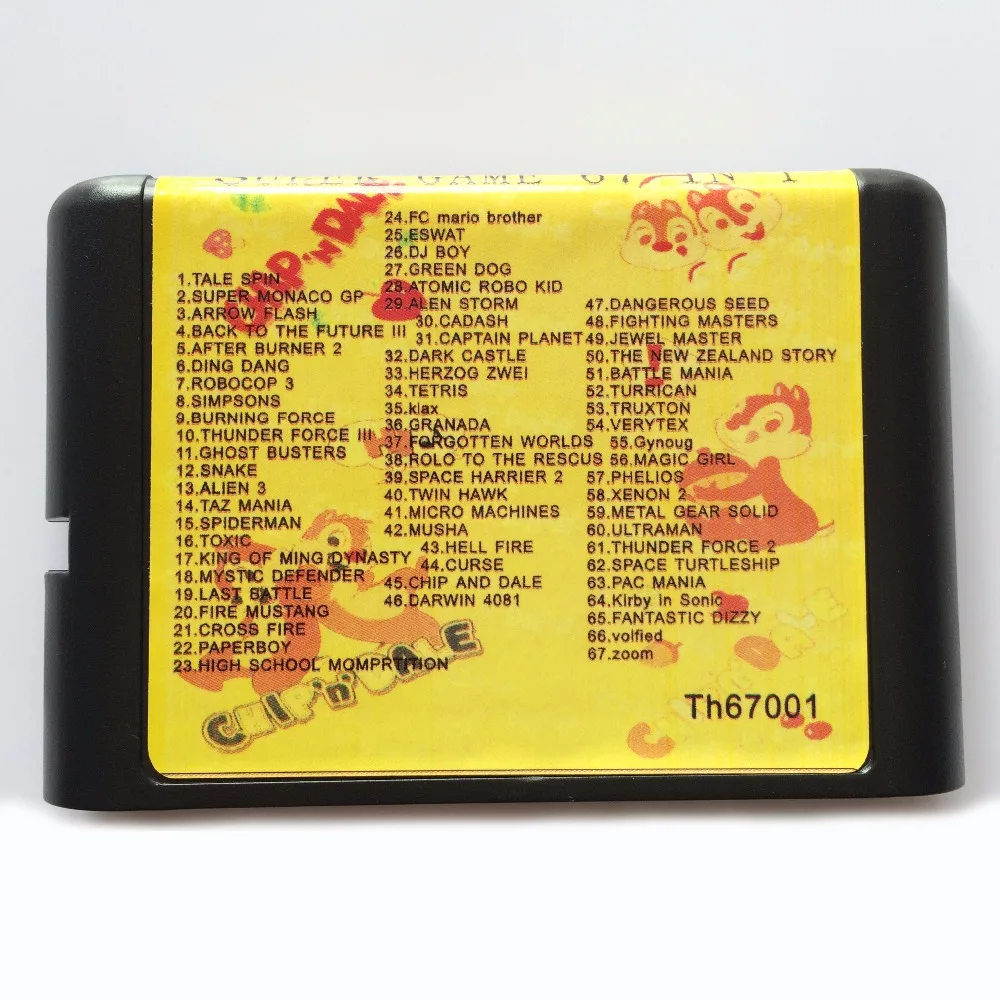 SUPER GAME 67 IN 1
CHIP 'N DALE
1.TALE SPIN
2.SUPER MONACO GP
3.ARROW FLASH
4.BACK TO THE FUTURE III
5.AFTER BURNER 2
6.DING DANG
7.ROBOCOP 3
8.SIMPSONS
9.BURNING FORCE
10.THUNDER FORCE III
11.GHOST BUSTERS
12.SNAKE
13.ALIEN 3
14.TAZ MANIA
15.SPIDERMAN
16.TOXIC
17.KING OF MING DYNASTY
18.MYSTIC DEFENDER
19.LAST BATTLE
20.FIRE MUSTANG
21.CROSS FIRE
22.PAPERBOY
23.HIGH SCHOOL MOMPRTITION
24.FC mario brother
25.ESWAT
26.DJ BOY
27.GREEN DOG
28.ATOMIC ROBO KID
29.ALEN STORM
30.CADASH
31.CAPTAIN PLANET
32.DARK CASTLE
33.HERZOG ZWEI
34.TETRIS
35.klax
36.GRANADA
37.FORGOTTEN WORLDS
38.ROLO TO THE RESCUS
39.SPACE HARRIER 2
40.TWIN HAWK
41.MICRO MACHINES
42.MUSHA
43.HELL FIRE
44.CURSE
45.CHIP AND DALE
46.DARWIN 4081
47.DANGEROUS SEED
48.FIGHTING MASTERS
49.JEWEL MASTER
50.THE NEW ZEALAND STORY
51.BATTLE MANIA
52.TURRICAN
53.TRUXTON
54.VERYTEX
55.Gynoug
56.MAGIC GIRL
57.PHELIOS
58.XENON 2
59.METAL GEAR SOLID
60.ULTRAMAN
61.THUNDER FORCE 2
62.SPACE TURTLESHIP
63.PAC MANIA
64.Kirby in Sonic
65.FANTASTIC DIZZY
66.volfied
67.zoom
CHIP 'n' DALE
Th67001